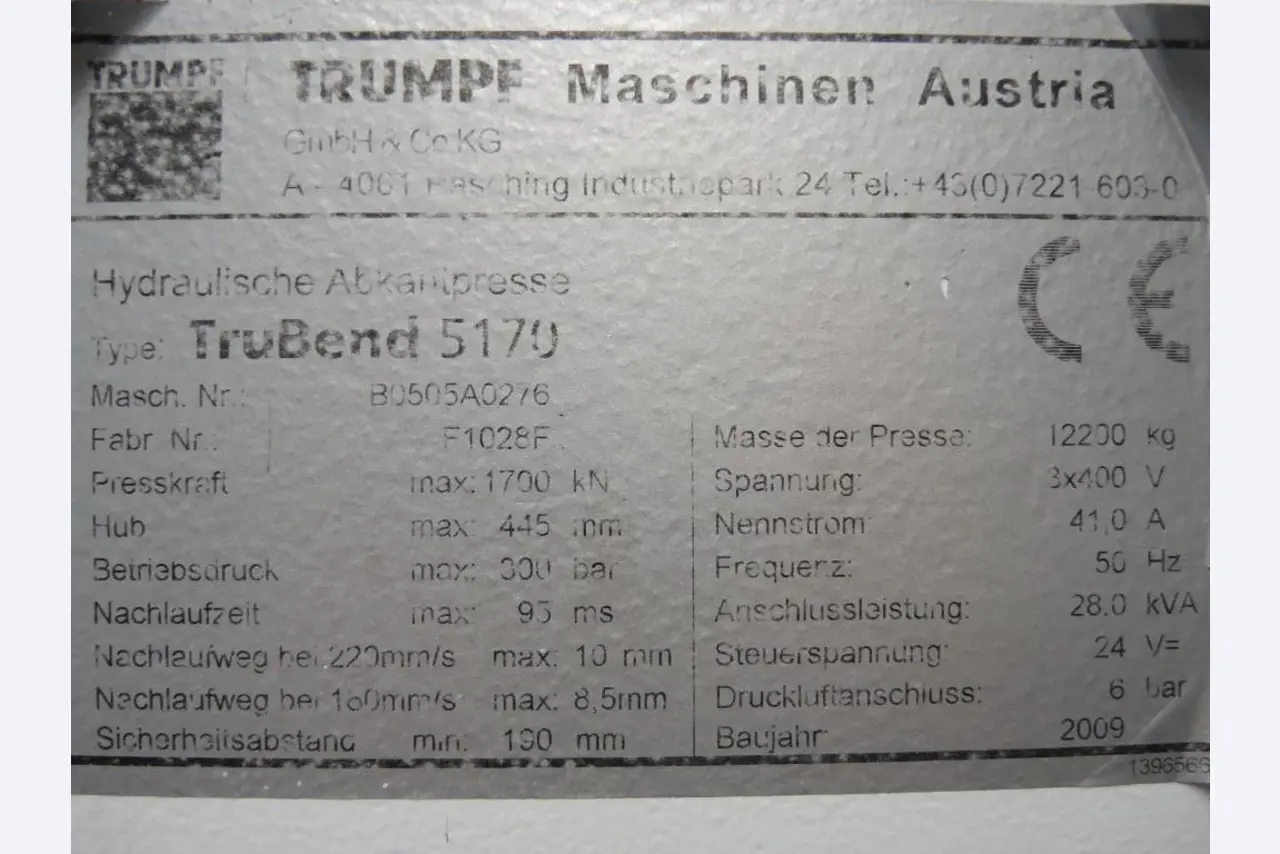 TRUMPF
TRUMPF Maschinen Austria
GmbH & Co KG
A - 4061 Pasching Industriepark 24 Tel.:+43(0)7221 603-0
Hydraulische Abkantpresse
Type: TruBend 5170
CE
Masch. Nr.: B0505A0276
Fabr Nr.: F1028F
Presskraft max: 1700 kN
Hub max: 445 mm
Betriebsdruck max: 300 bar
Nachlaufzeit max: 95 ms
Nachlaufweg bei 220mm/s max: 10 mm
Nachlaufweg bei mm/s max: 8,5mm
Sicherheitsabstand min: 190 mm
Masse der Presse: 12200 kg
Spannung: 3x400 V
Nennstrom 41,0 A
Frequenz: 50 Hz
Anschlussleistung: 28.0 kVA
Steuerspannung: 24 V=
Druckluftanschluss: 6 bar
Baujahr 2009
1396566